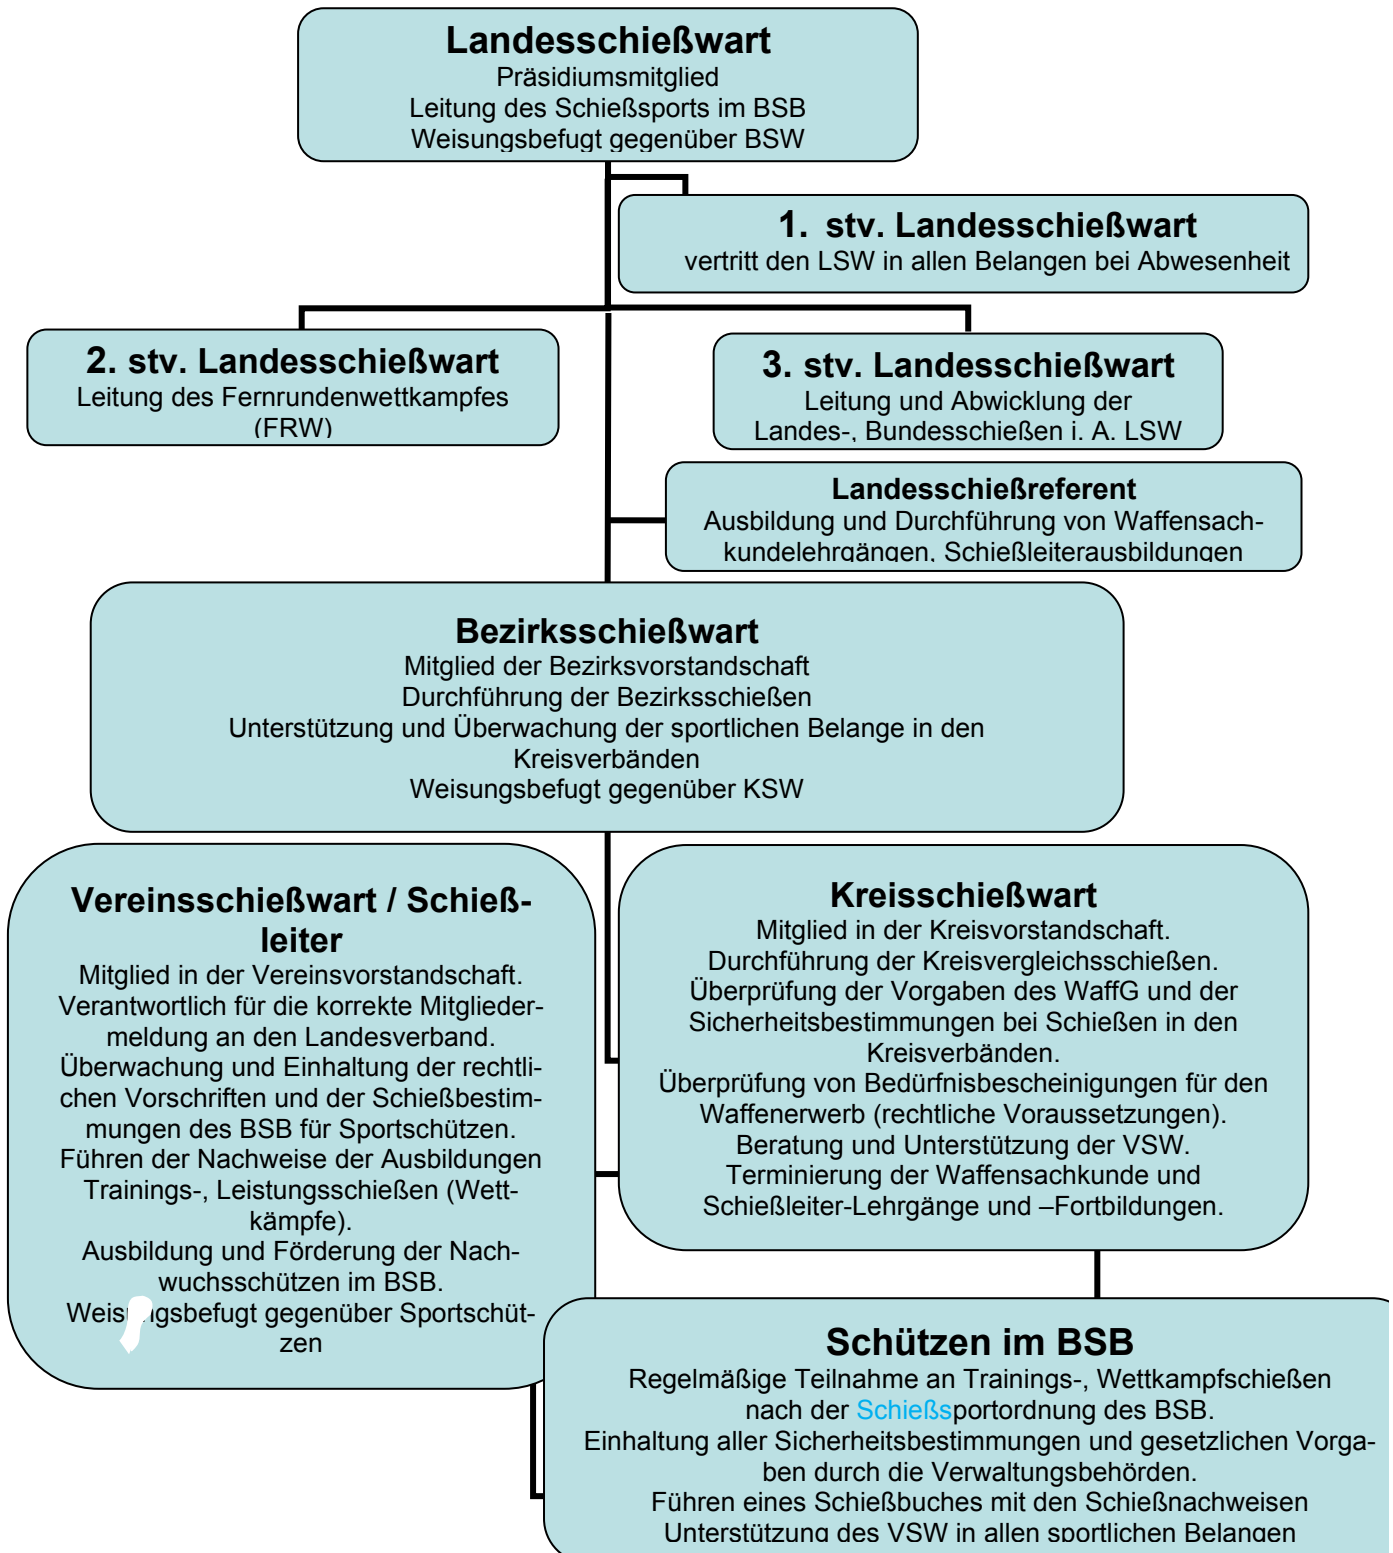 Landesschießwart
Präsidiumsmitglied
Leitung des Schießsports im BSB
Weisungsbefugt gegenüber BSW
1. stv. Landesschießwart
vertritt den LSW in allen Belangen bei Abwesenheit
2. stv. Landesschießwart
Leitung des Fernrundenwettkampfes
(FRW)
3. stv. Landesschießwart
Leitung und Abwicklung der
Landes-, Bundesschießen i. A. LSW
Landesschießreferent
Ausbildung und Durchführung von Waffensach-
kundelehrgängen, Schießleiterausbildungen
Bezirksschießwart
Mitglied der Bezirksvorstandschaft
Durchführung der Bezirksschießen
Unterstützung und Überwachung der sportlichen Belange in den
Kreisverbänden
Weisungsbefugt gegenüber KSW
Vereinsschießwart / Schieß-
leiter
Mitglied in der Vereinsvorstandschaft.
Verantwortlich für die korrekte Mitglieder-
meldung an den Landesverband.
Überwachung und Einhaltung der rechtli-
chen Vorschriften und der Schießbestim-
mungen des BSB für Sportschützen.
Führen der Nachweise der Ausbildungen
Trainings-, Leistungsschießen (Wett-
kämpfe).
Ausbildung und Förderung der Nach-
wuchsschützen im BSB.
Weisungsbefugt gegenüber Sportschüt-
zen
Kreisschießwart
Mitglied in der Kreisvorstandschaft.
Durchführung der Kreisvergleichsschießen.
Überprüfung der Vorgaben des WaffG und der
Sicherheitsbestimmungen bei Schießen in den
Kreisverbänden.
Überprüfung von Bedürfnisbescheinigungen für den
Waffenerwerb (rechtliche Voraussetzungen).
Beratung und Unterstützung der VSW.
Terminierung der Waffensachkunde und
Schießleiter-Lehrgänge und –Fortbildungen.
Schützen im BSB
Regelmäßige Teilnahme an Trainings-, Wettkampfschießen
nach der Schießsportordnung des BSB.
Einhaltung aller Sicherheitsbestimmungen und gesetzlichen Vorga-
ben durch die Verwaltungsbehörden.
Führen eines Schießbuches mit den Schießnachweisen
Unterstützung des VSW in allen sportlichen Belangen